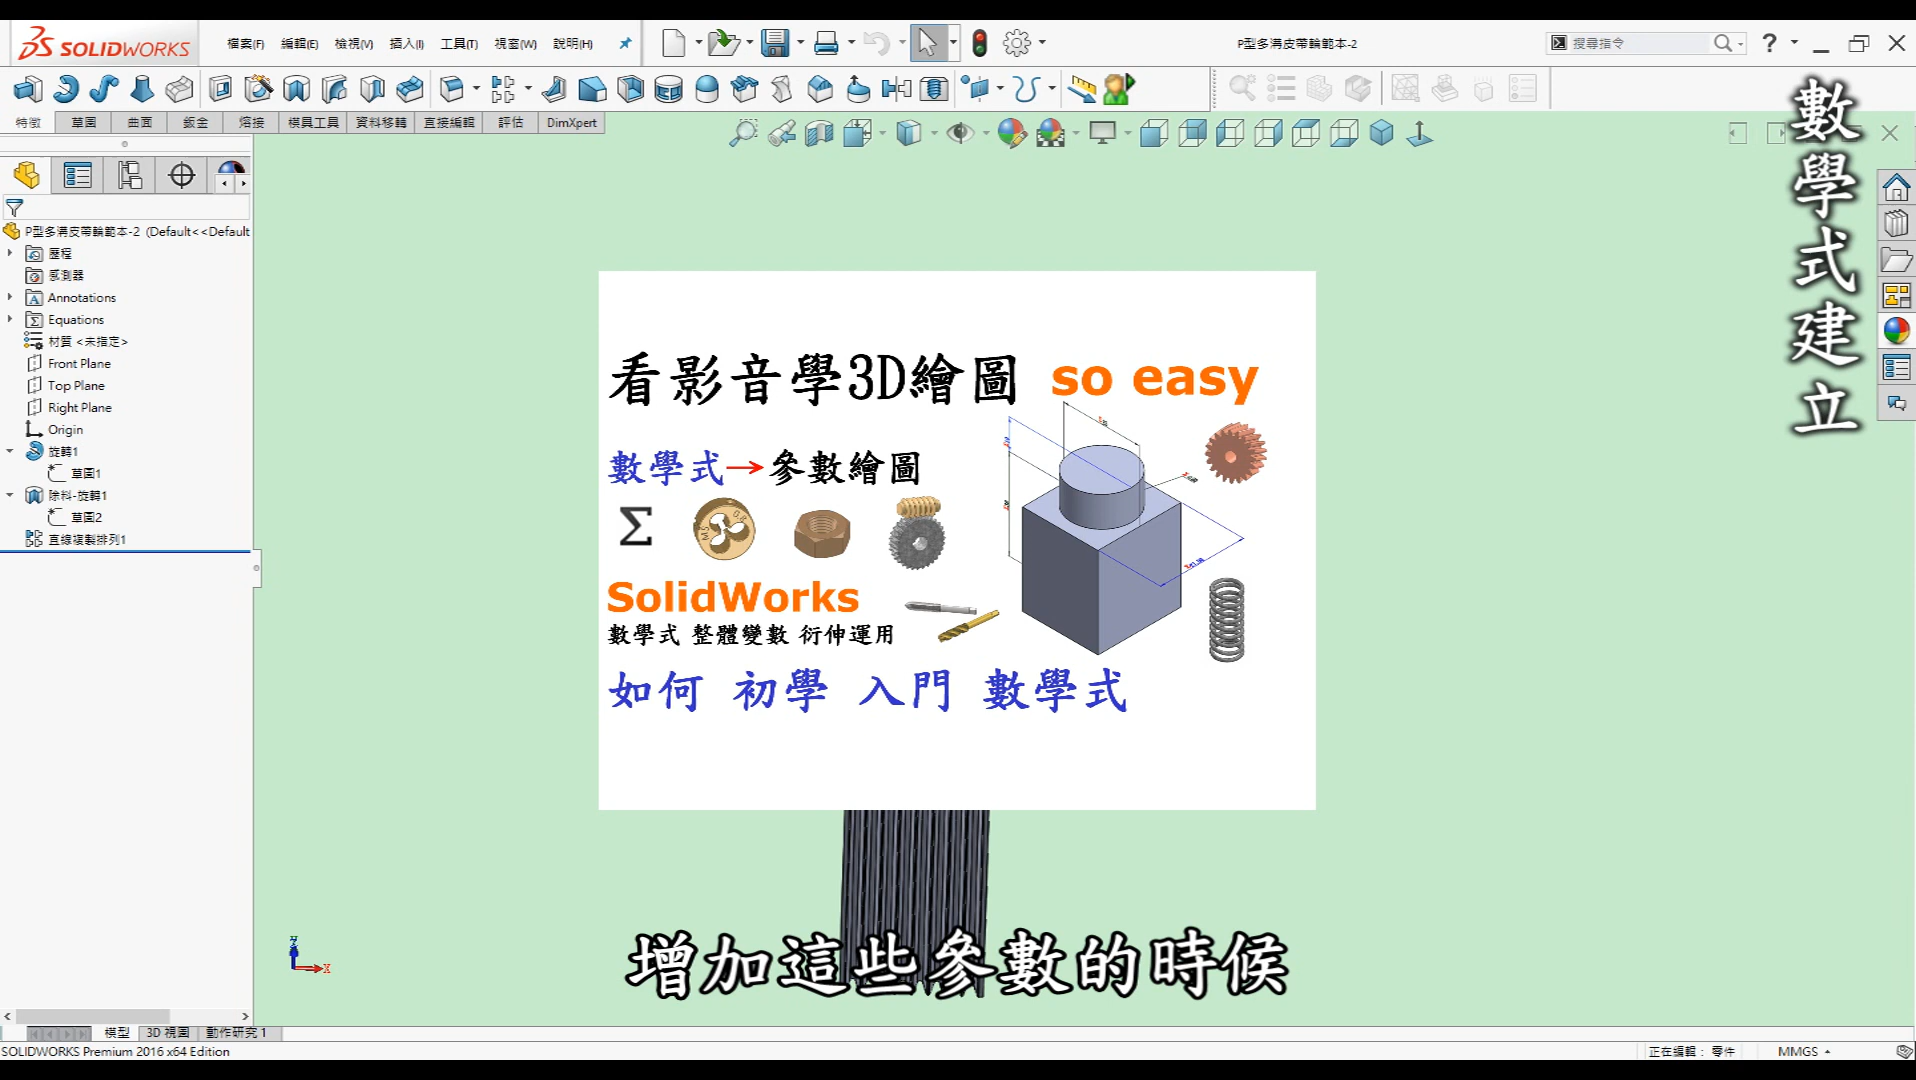 SOLIDWORKS
檔案(F) 編輯(E) 檢視(V) 插入(I) 工具(T) 視窗(W) 說明(H)
P型多溝皮帶輪範本-2
搜尋指令
特徵 草圖 曲面 鈑金 熔接 模具工具 資料移轉 直接編輯 評估 DimXpert
P型多溝皮帶輪範本-2 (Default<<Default
歷程
感測器
Annotations
Equations
材質 <未指定>
Front Plane
Top Plane
Right Plane
Origin
旋轉1
草圖1
除料-旋轉1
草圖2
直線複製排列1
數學式建立
看影音學3D繪圖 so easy
數學式→參數繪圖
Σ
SolidWorks
數學式 整體變數 衍伸運用
如何 初學 入門 數學式
增加這些參數的時候
模型 3D 視圖 動作研究 1
SOLIDWORKS Premium 2016 x64 Edition
正在編輯： 零件 MMGS